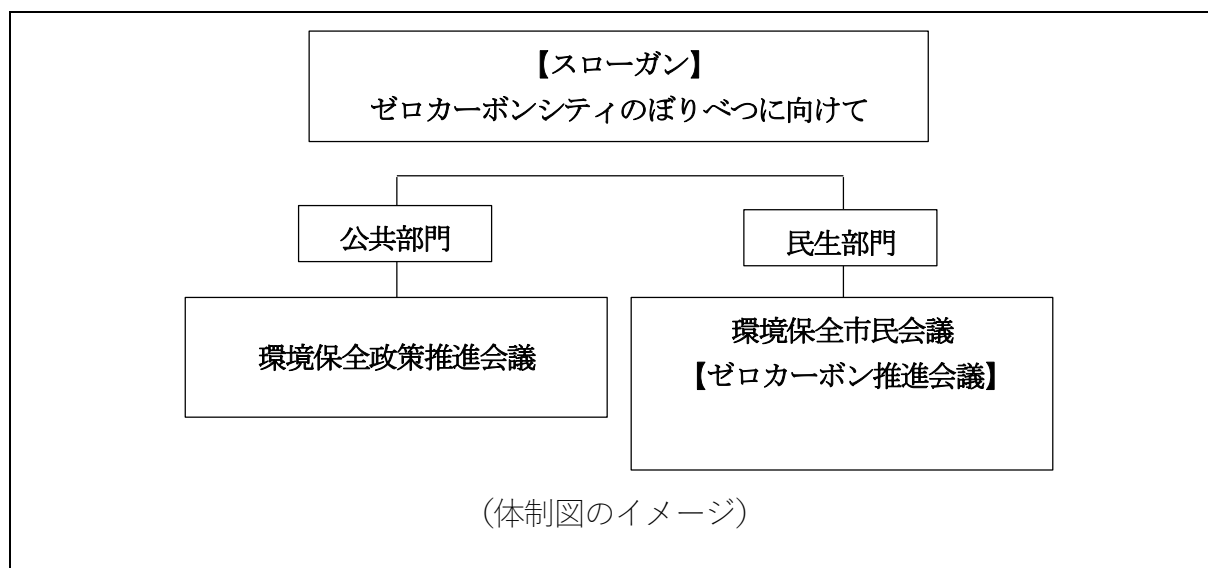 【スローガン】
ゼロカーボンシティのぼりべつに向けて
公共部門
民生部門
環境保全政策推進会議
環境保全市民会議
【ゼロカーボン推進会議】
（体制図のイメージ）